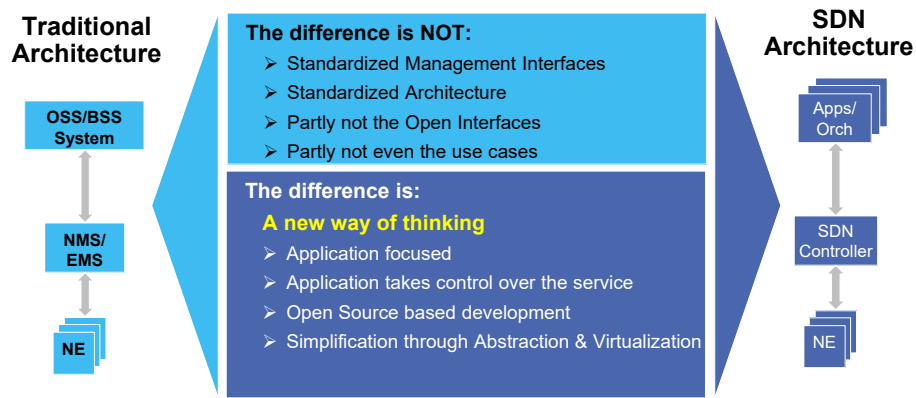 Traditional
Architecture
OSS/BSS
System
NMS/
EMS
NE
The difference is NOT:
➢ Standardized Management Interfaces
➢ Standardized Architecture
➢ Partly not the Open Interfaces
➢ Partly not even the use cases
The difference is:
A new way of thinking
➢ Application focused
➢ Application takes control over the service
➢ Open Source based development
➢ Simplification through Abstraction & Virtualization
SDN
Architecture
Apps/
Orch
SDN
Controller
NE